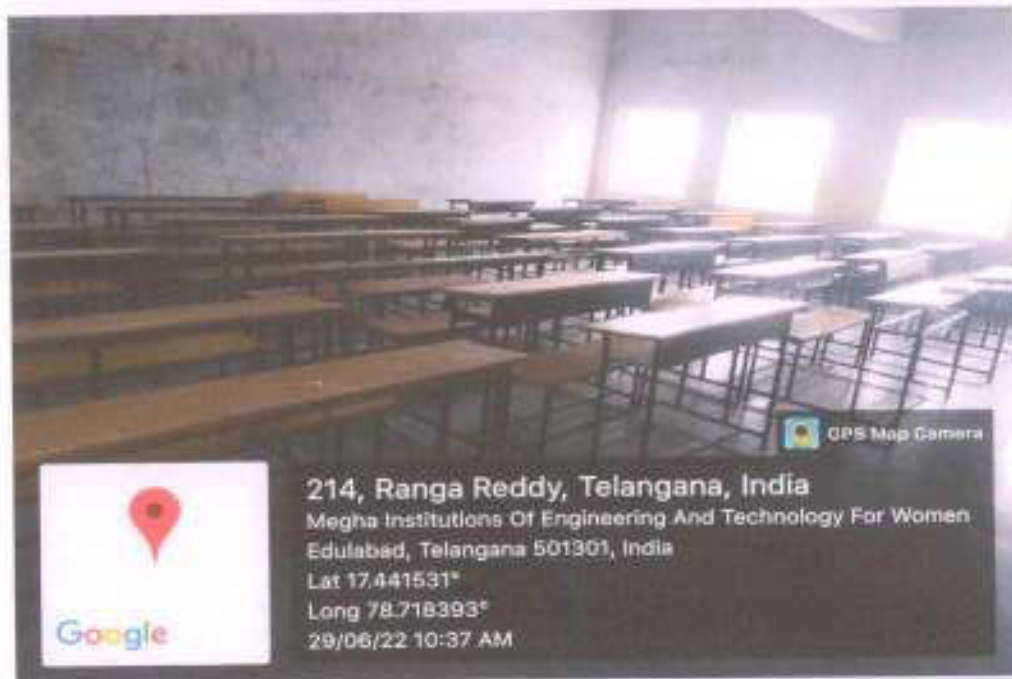 GPS Map Camera
214, Ranga Reddy, Telangana, India
Megha Institutions Of Engineering And Technology For Women
Edulabad, Telangana 501301, India
Lat 17.441531°
Long 78.718393°
29/06/22 10:37 AM
Google